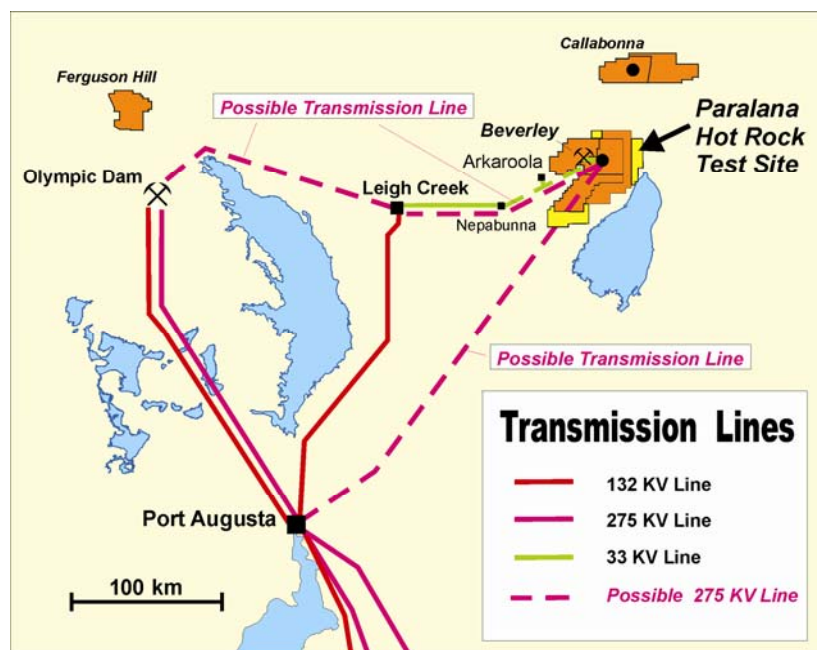 Callabonna
Ferguson Hill
Possible Transmission Line
Beverley
Paralana
Hot Rock
Test Site
Arkaroola
Olympic Dam
Leigh Creek
Nepabunna
Possible Transmission Line
Transmission Lines
132 KV Line
275 KV Line
33 KV Line
Possible 275 KV Line
Port Augusta
100 km